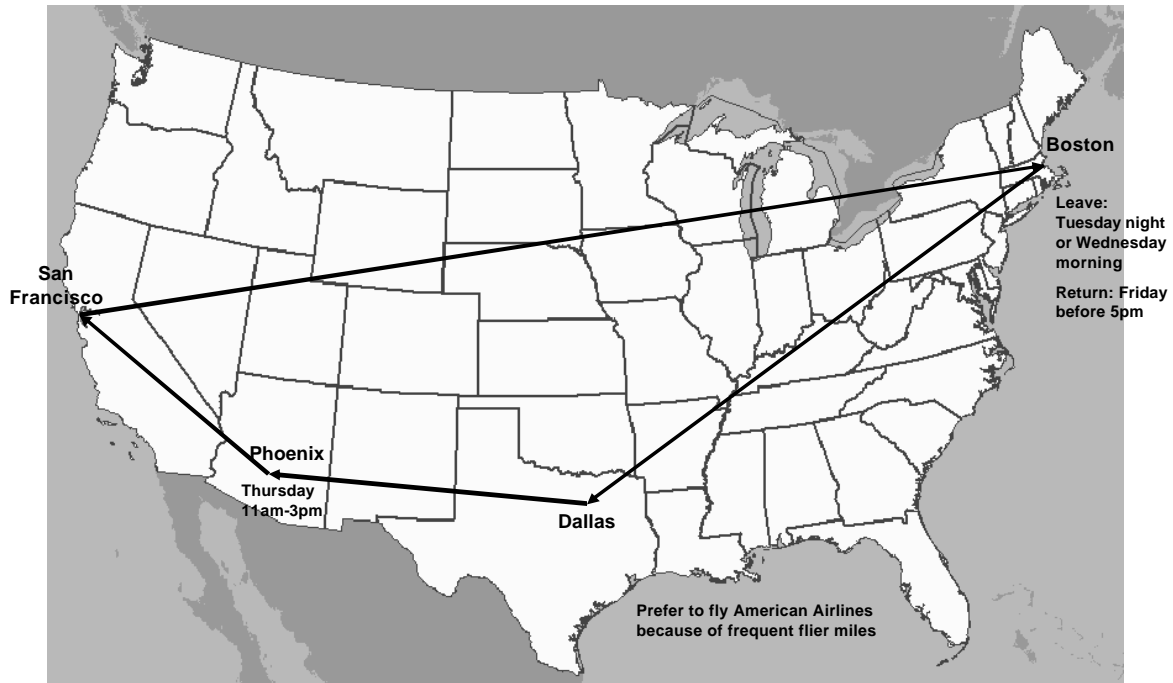 Boston
Leave:
Tuesday night
or Wednesday
morning
Return: Friday
before 5pm
San
Francisco
Phoenix
Thursday
11am-3pm
Dallas
Prefer to fly American Airlines
because of frequent flier miles